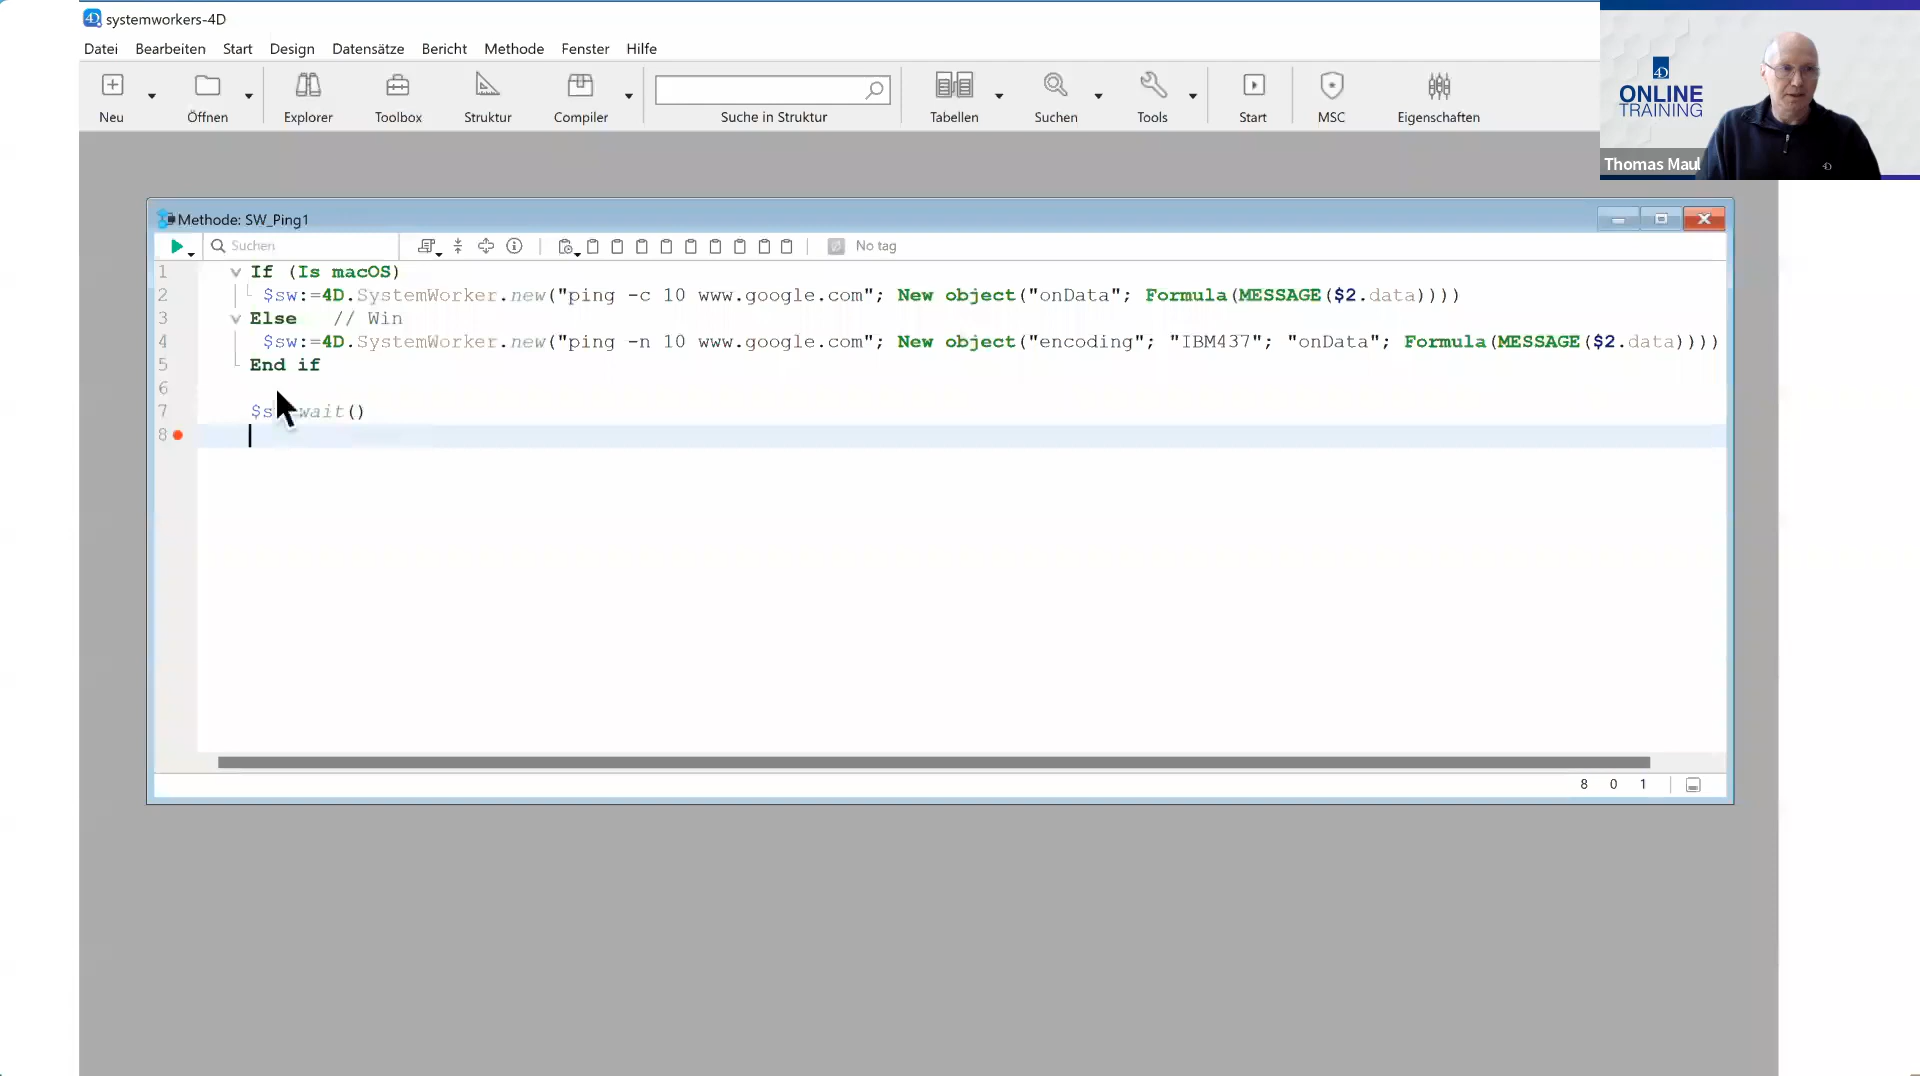 systemworkers-4D
Datei Bearbeiten Start Design Datensätze Bericht Methode Fenster Hilfe
Neu Öffnen Explorer Toolbox Struktur Compiler Suche in Struktur Tabellen Suchen Tools Start MSC Eigenschaften
4D
ONLINE
TRAINING
Thomas Maul
Methode: SW_Ping1
Suchen No tag
1 If (Is macOS)
2 $sw:=4D.SystemWorker.new("ping -c 10 www.google.com"; New object("onData"; Formula(MESSAGE($2.data))))
3 Else // Win
4 $sw:=4D.SystemWorker.new("ping -n 10 www.google.com"; New object("encoding"; "IBM437"; "onData"; Formula(MESSAGE($2.data))))
5 End if
6
7 $s wait()
8
8 0 1